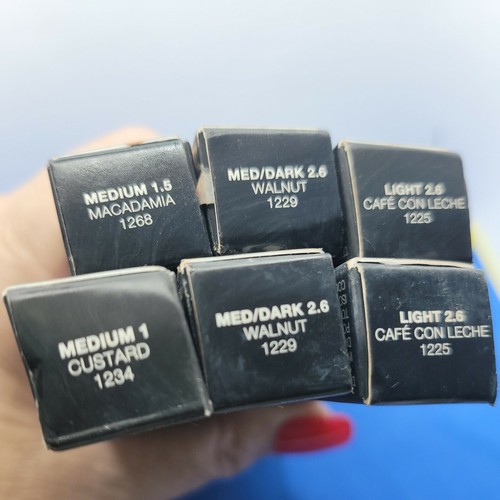 MEDIUM 1.5
MACADAMIA
1268
MED/DARK 2.6
WALNUT
1229
LIGHT 2.6
CAFÉ CON LECHE
1225
MEDIUM 1
CUSTARD
1234
MED/DARK 2.6
WALNUT
1229
LIGHT 2.6
CAFÉ CON LECHE
1225